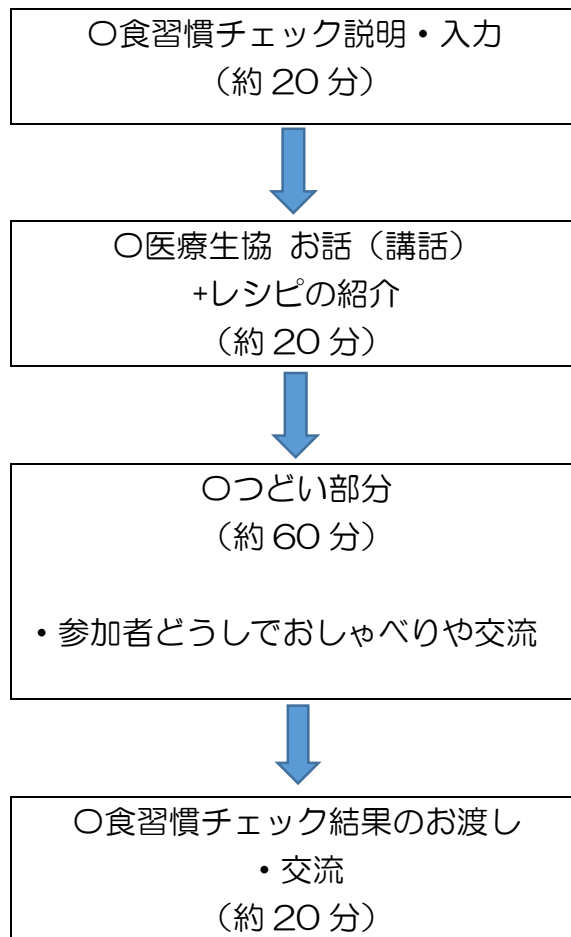 〇食習慣チェック説明・入力
（約 20 分）
〇医療生協 お話（講話）
+レシピの紹介
（約 20 分）
〇つどい部分
（約 60 分）
・参加者どうしでおしゃべりや交流
〇食習慣チェック結果のお渡し
・交流
（約 20 分）